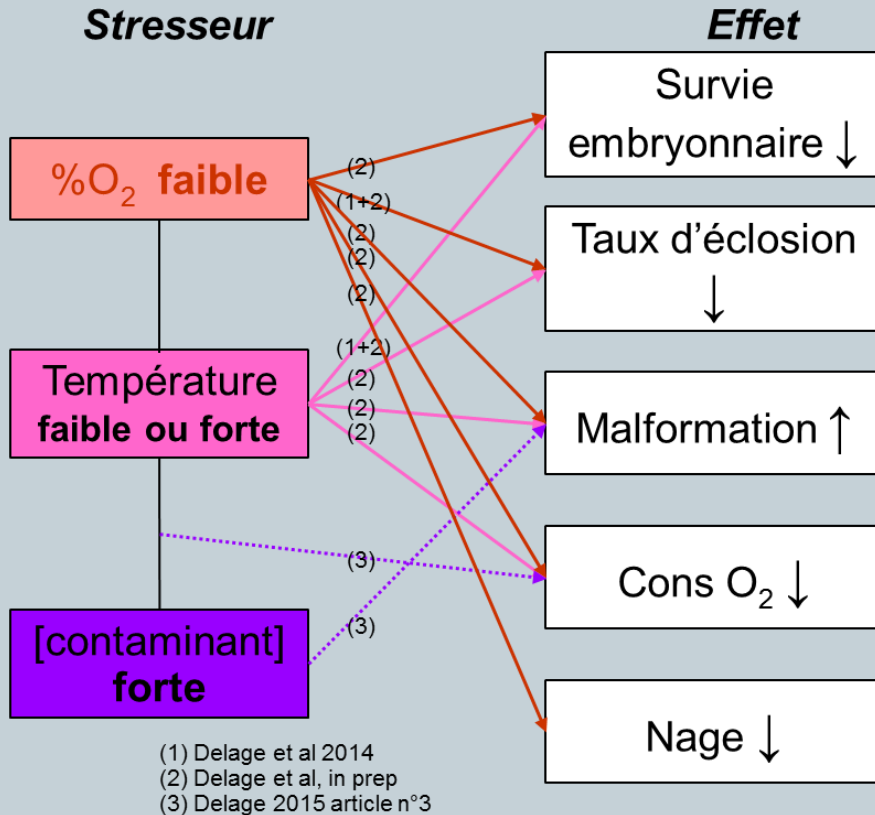 Stresseur
Effet
%O₂ faible
Température
faible ou forte
[contaminant]
forte
(2)
(1+2)
(2)
(2)
(2)
(1+2)
(2)
(2)
(2)
(3)
(3)
Survie
embryonnaire ↓
Taux d'éclosion
↓
Malformation ↑
Cons O₂ ↓
Nage ↓
(1) Delage et al 2014
(2) Delage et al, in prep
(3) Delage 2015 article n°3